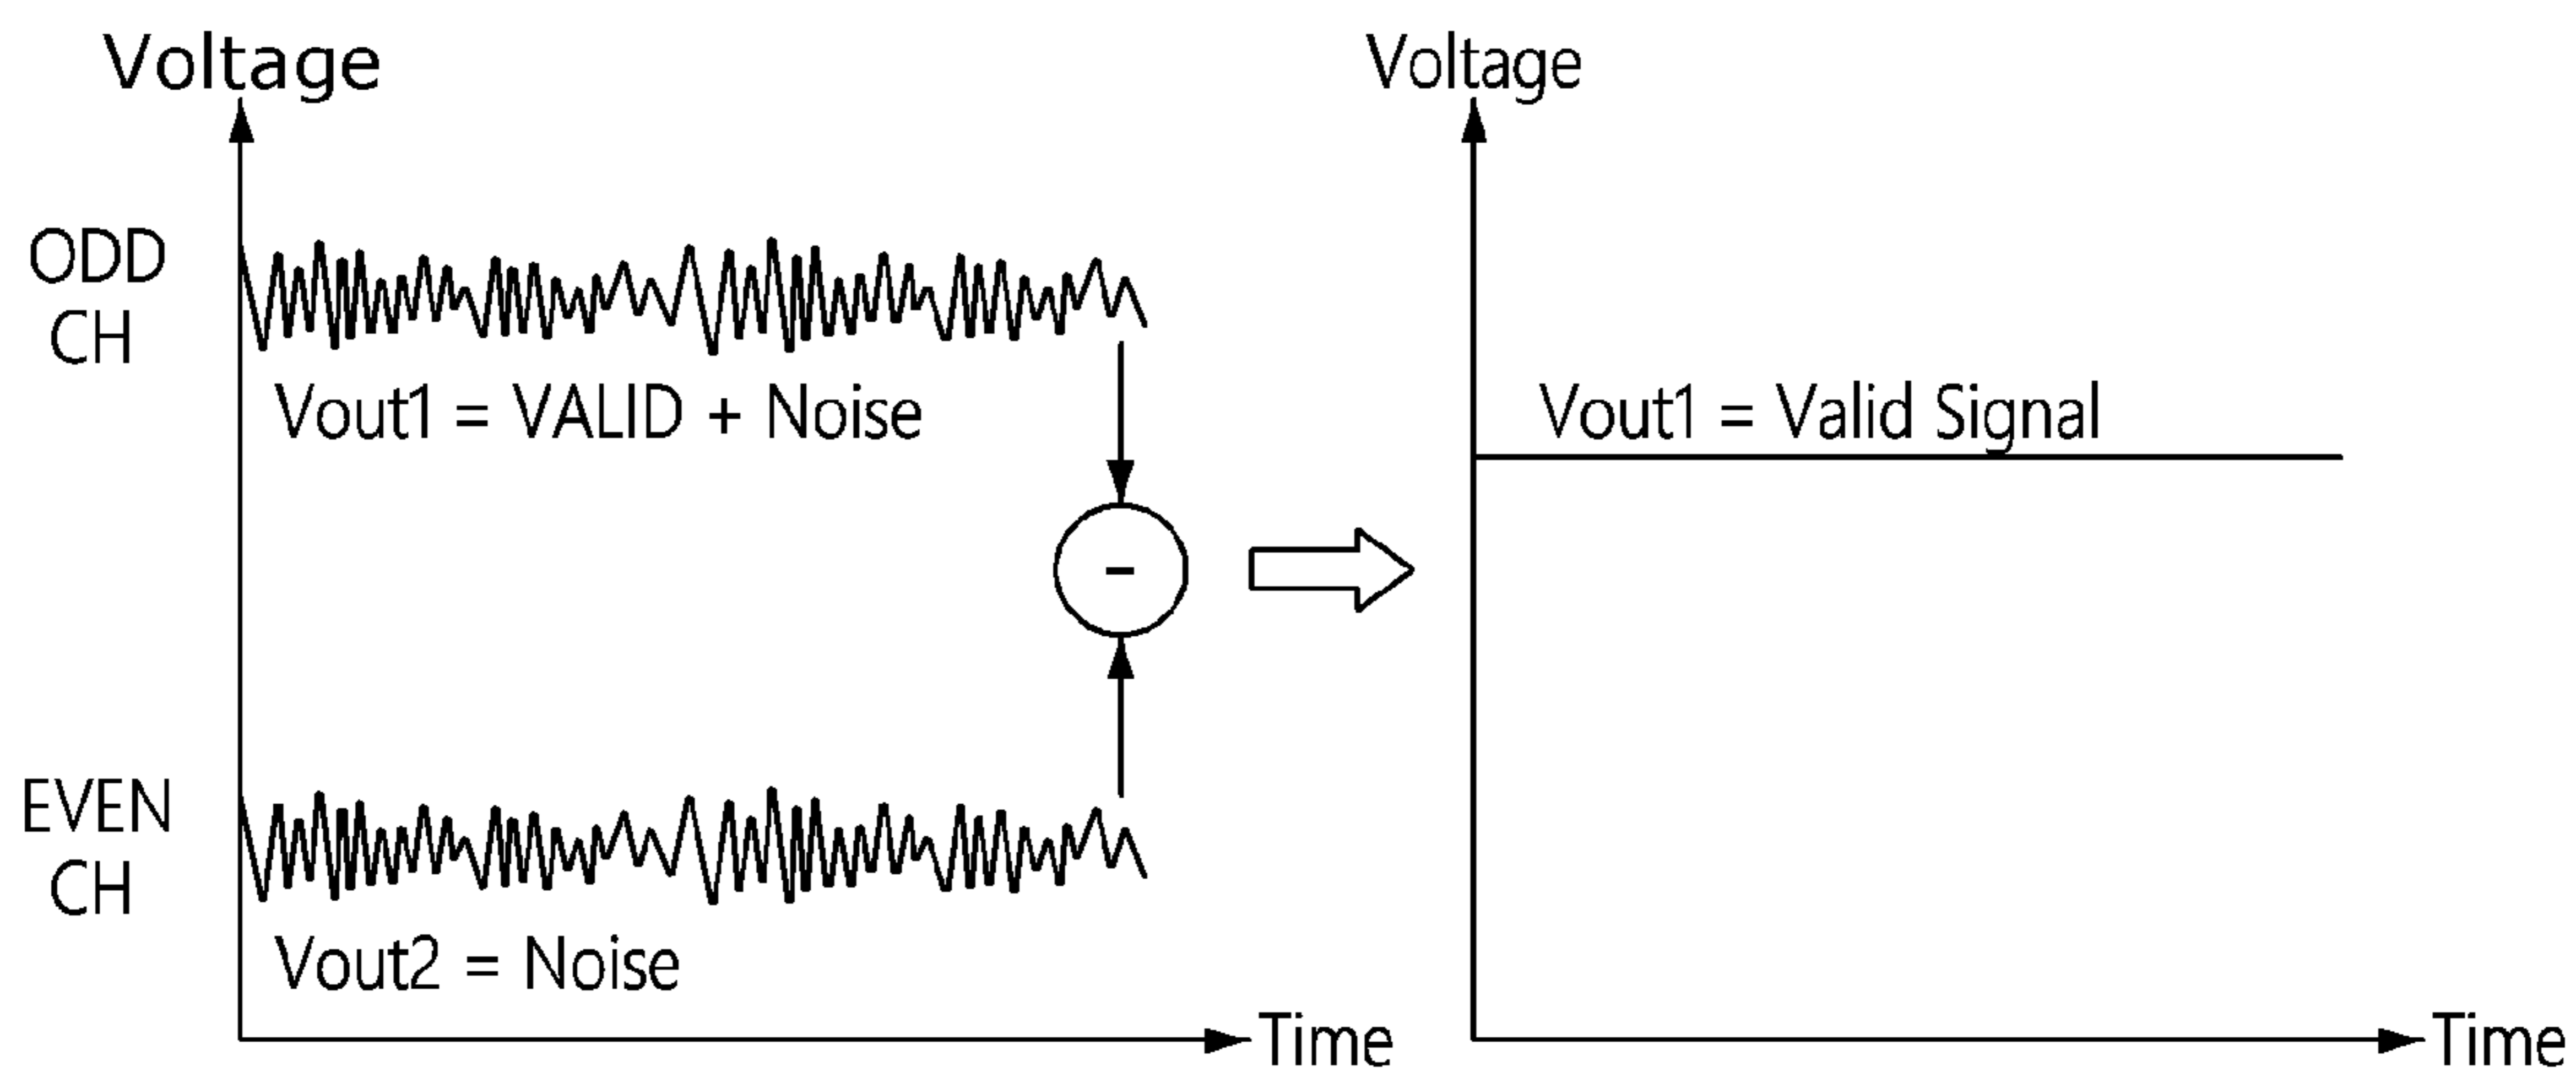 Voltage
ODD
CH
Vout1 = VALID + Noise
-
EVEN
CH
Vout2 = Noise
Time
Voltage
Vout1 = Valid Signal
Time